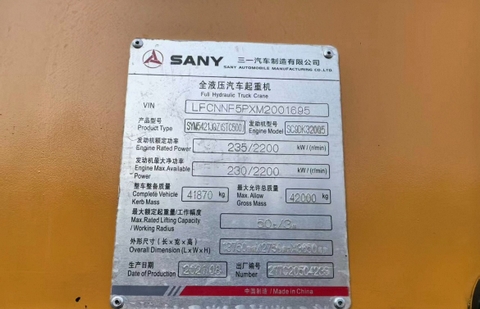 SANY 三一汽车制造有限公司
SANY AUTOMOBILE MANUFACTURING CO.,LTD.
全液压汽车起重机
Full Hydraulic Truck Crane
VIN LFCNNF5PXM2001695
产品型号 发动机型号
Product Type SYM5421JQZ(STC500) Engine Model
发动机额定功率
Engine Rated Power 235/2200 kW/(r/min)
发动机最大净功率
Engine Max.Available Power 230/2200 kW/(r/min)
整车整备质量 最大允许总质量
Complete Vehicle Kerb Mass 41870 kg Max. Allow Gross Mass 42000 kg
最大额定起重量/工作幅度
Max.Rated Lifting Capacity / Working Radius
外形尺寸(长×宽×高)
Overall Dimension (L×W×H)
生产日期 出厂编号
Date of Production Serial Number
中国制造 / Made in China